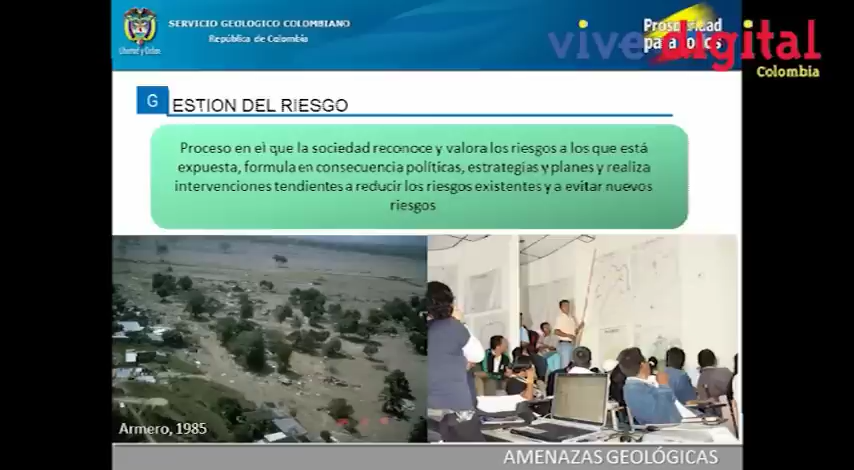 SERVICIO GEOLOGICO COLOMBIANO
República de Colombia
Libertad y Orden
Prosperidad
para todos
vive digital
Colombia
GESTION DEL RIESGO
Proceso en el que la sociedad reconoce y valora los riesgos a los que está
expuesta, formula en consecuencia políticas, estrategias y planes y realiza
intervenciones tendientes a reducir los riesgos existentes y a evitar nuevos
riesgos
Armero, 1985
AMENAZAS GEOLÓGICAS